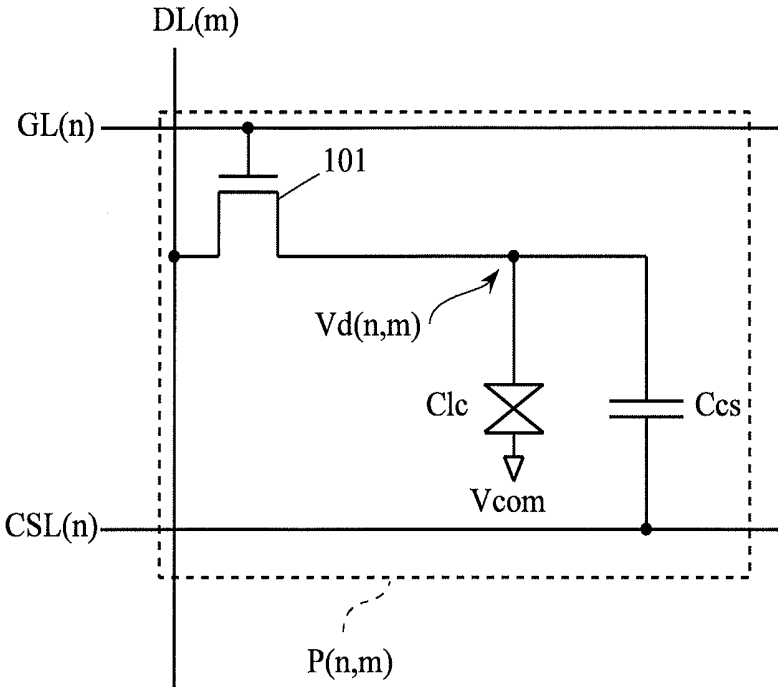 DL(m)
GL(n)
101
Vd(n,m)
Clc
Ccs
Vcom
CSL(n)
P(n,m)